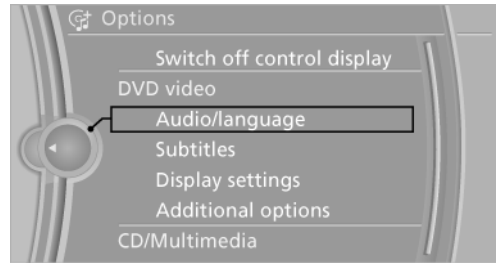 Options
Switch off control display
DVD video
Audio/language
Subtitles
Display settings
Additional options
CD/Multimedia